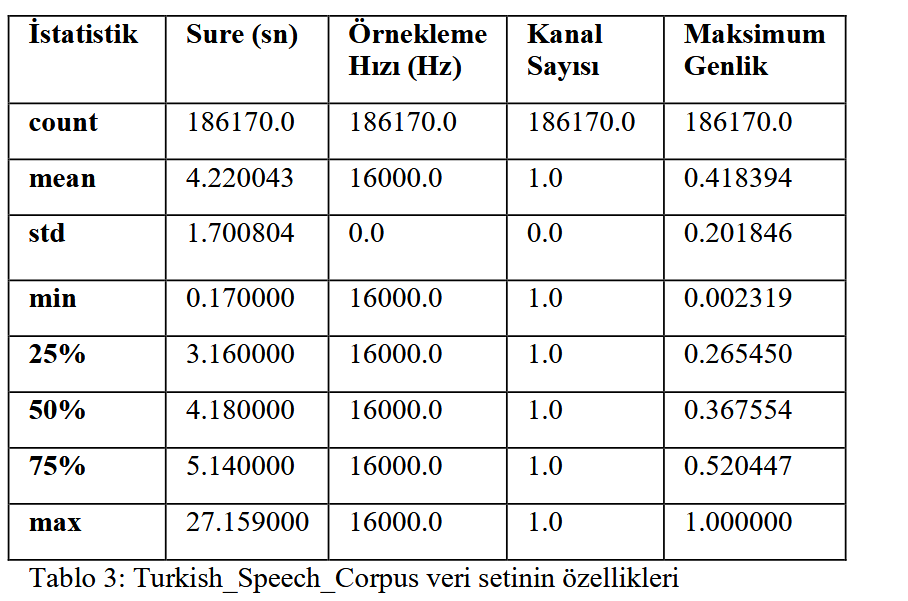 İstatistik Sure (sn) Örnekleme Hızı (Hz) Kanal Sayısı Maksimum Genlik
count 186170.0 186170.0 186170.0 186170.0
mean 4.220043 16000.0 1.0 0.418394
std 1.700804 0.0 0.0 0.201846
min 0.170000 16000.0 1.0 0.002319
25% 3.160000 16000.0 1.0 0.265450
50% 4.180000 16000.0 1.0 0.367554
75% 5.140000 16000.0 1.0 0.520447
max 27.159000 16000.0 1.0 1.000000
Tablo 3: Turkish_Speech_Corpus veri setinin özellikleri